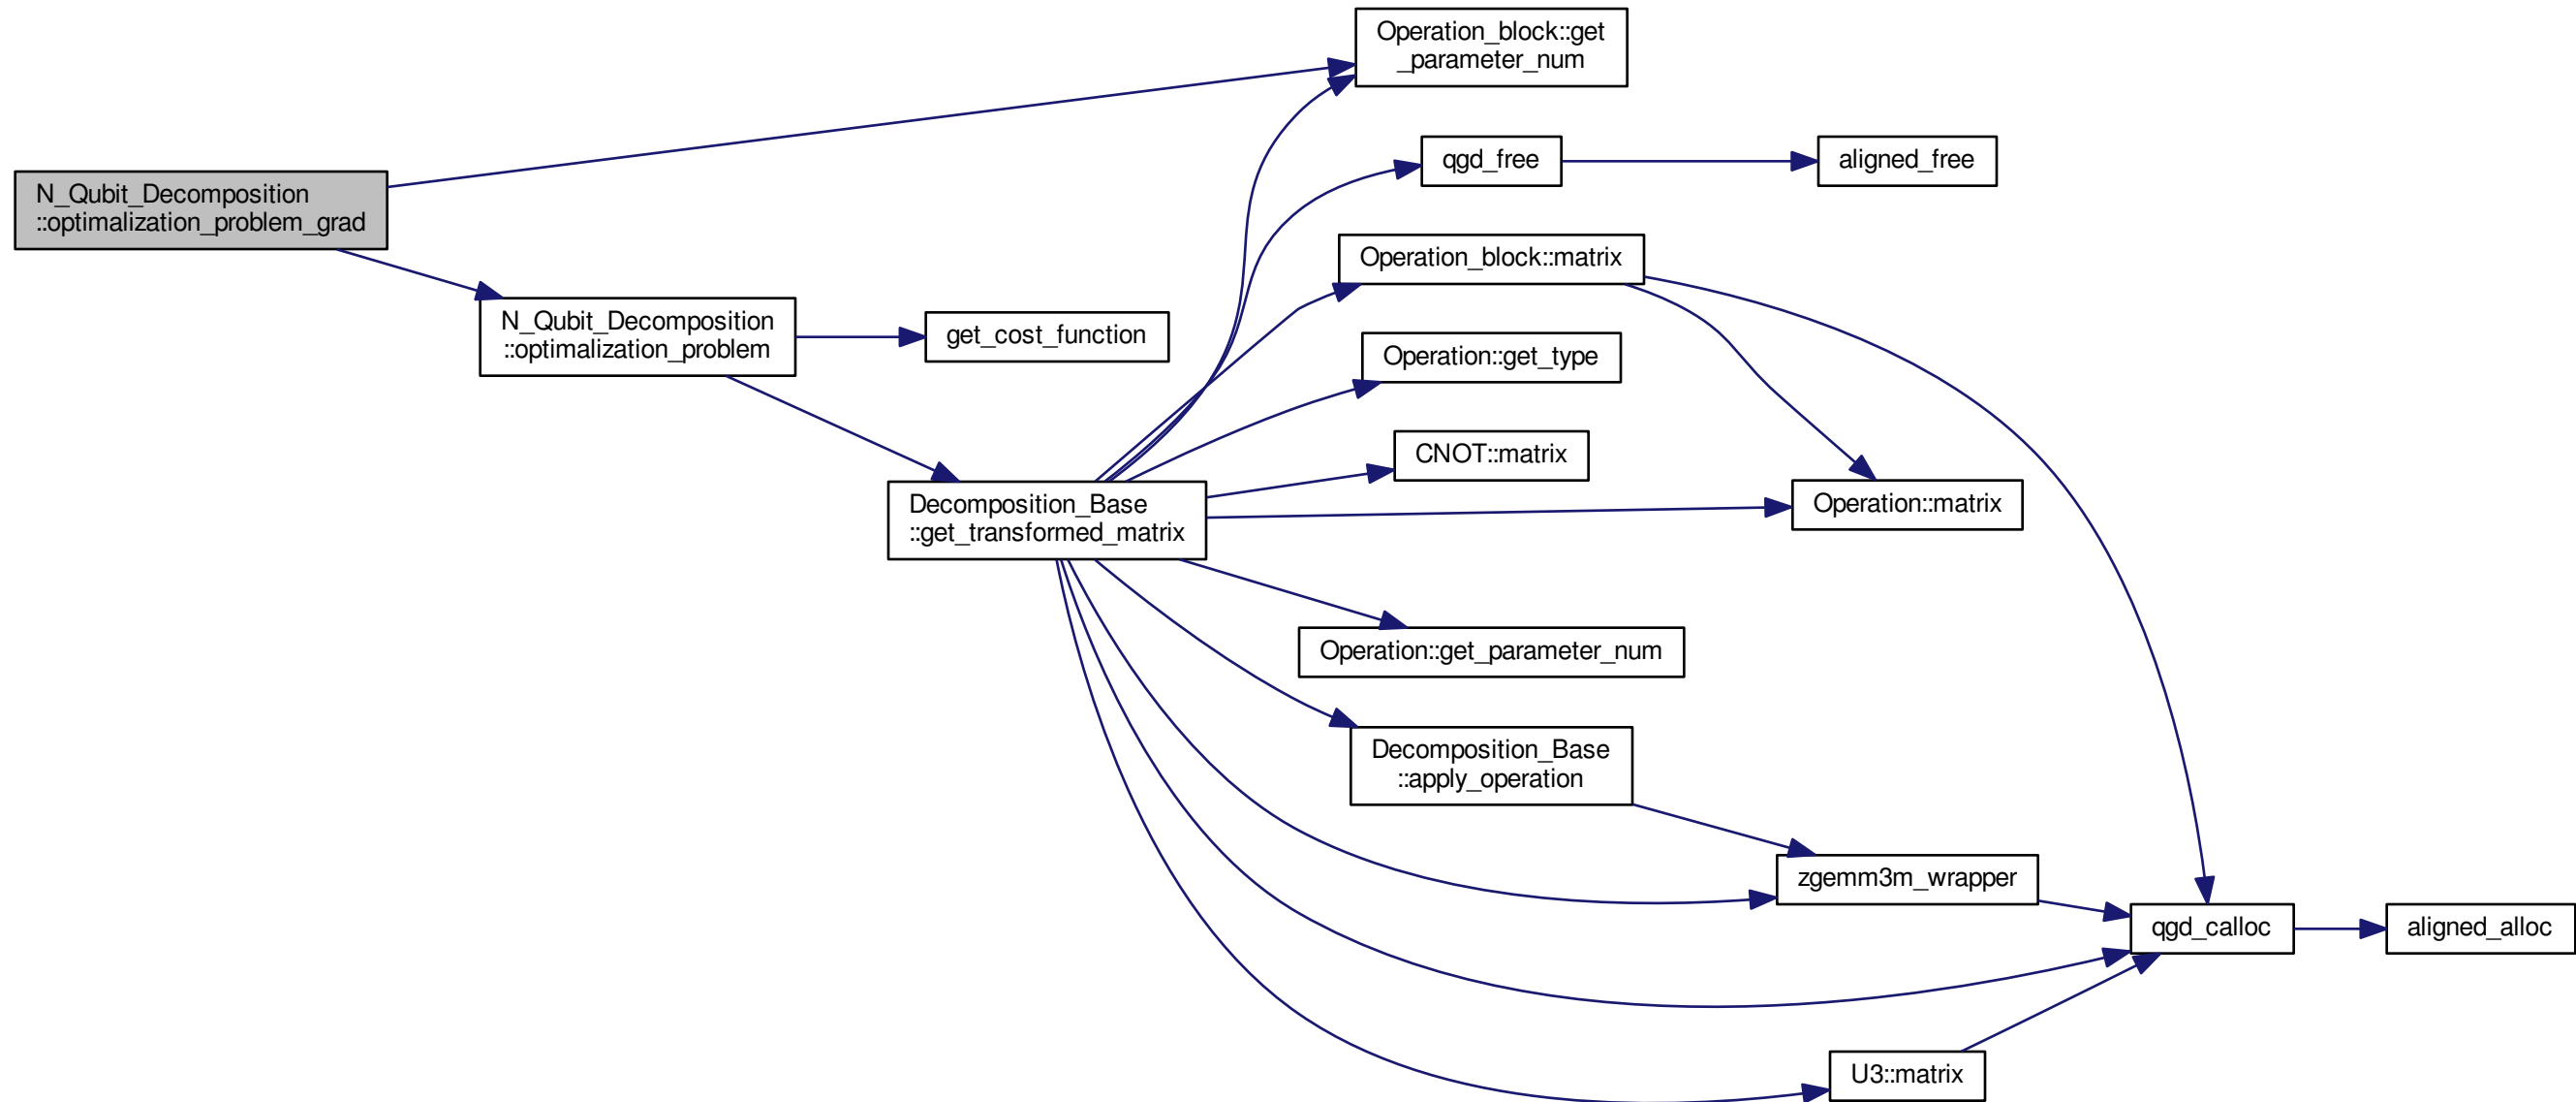 Operation_block::get
_parameter_num
qgd_free
aligned_free
N_Qubit_Decomposition
::optimalization_problem_grad
Operation_block::matrix
N_Qubit_Decomposition
::optimalization_problem
get_cost_function
Operation::get_type
CNOT::matrix
Decomposition_Base
::get_transformed_matrix
Operation::matrix
Operation::get_parameter_num
Decomposition_Base
::apply_operation
zgemm3m_wrapper
qgd_calloc
aligned_alloc
U3::matrix